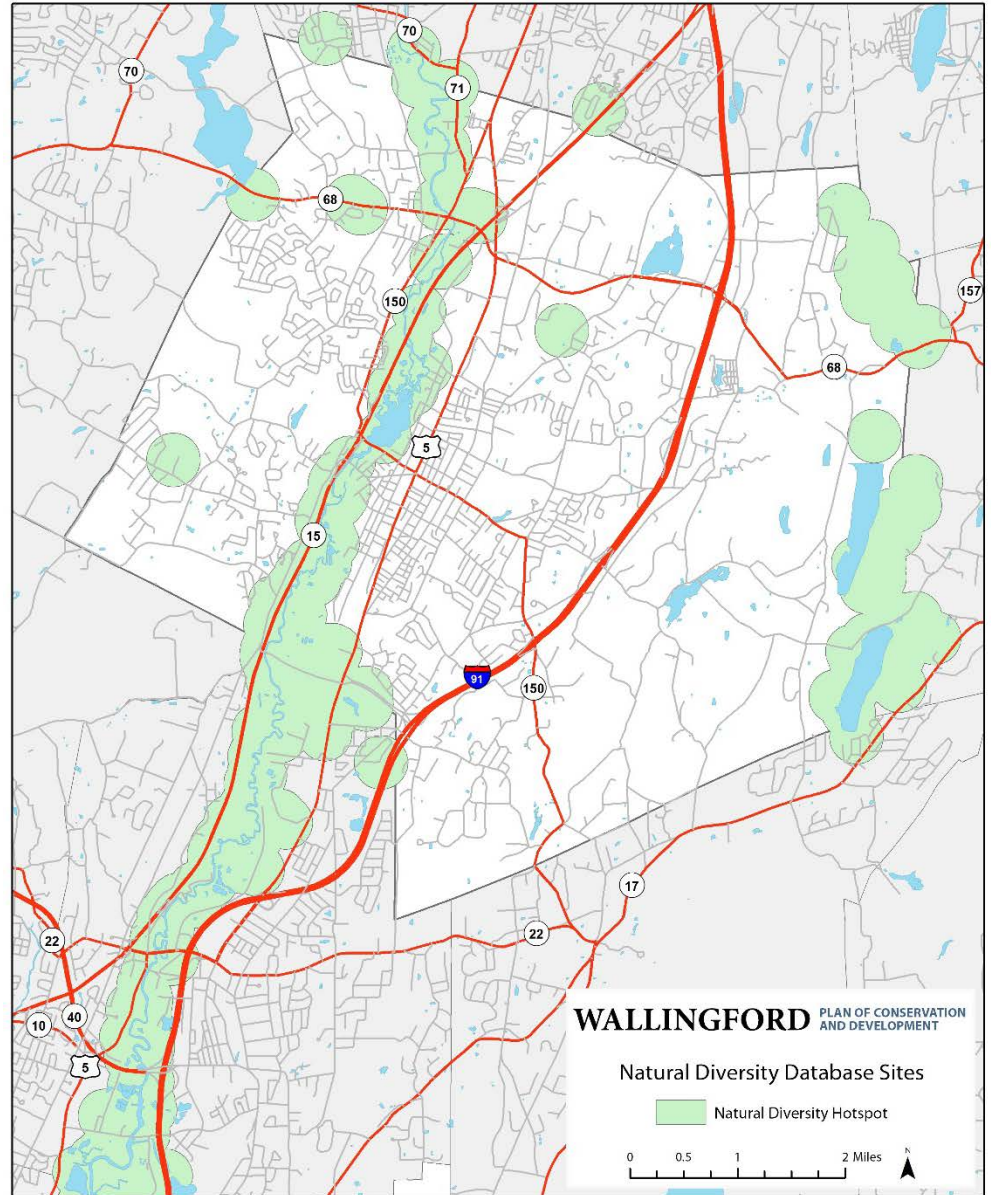 70
70
71
68
150
157
68
5
15
91
150
17
22
22
40
10
5
WALLINGFORD PLAN OF CONSERVATION
AND DEVELOPMENT
Natural Diversity Database Sites
Natural Diversity Hotspot
0 0.5 1 2 Miles
N